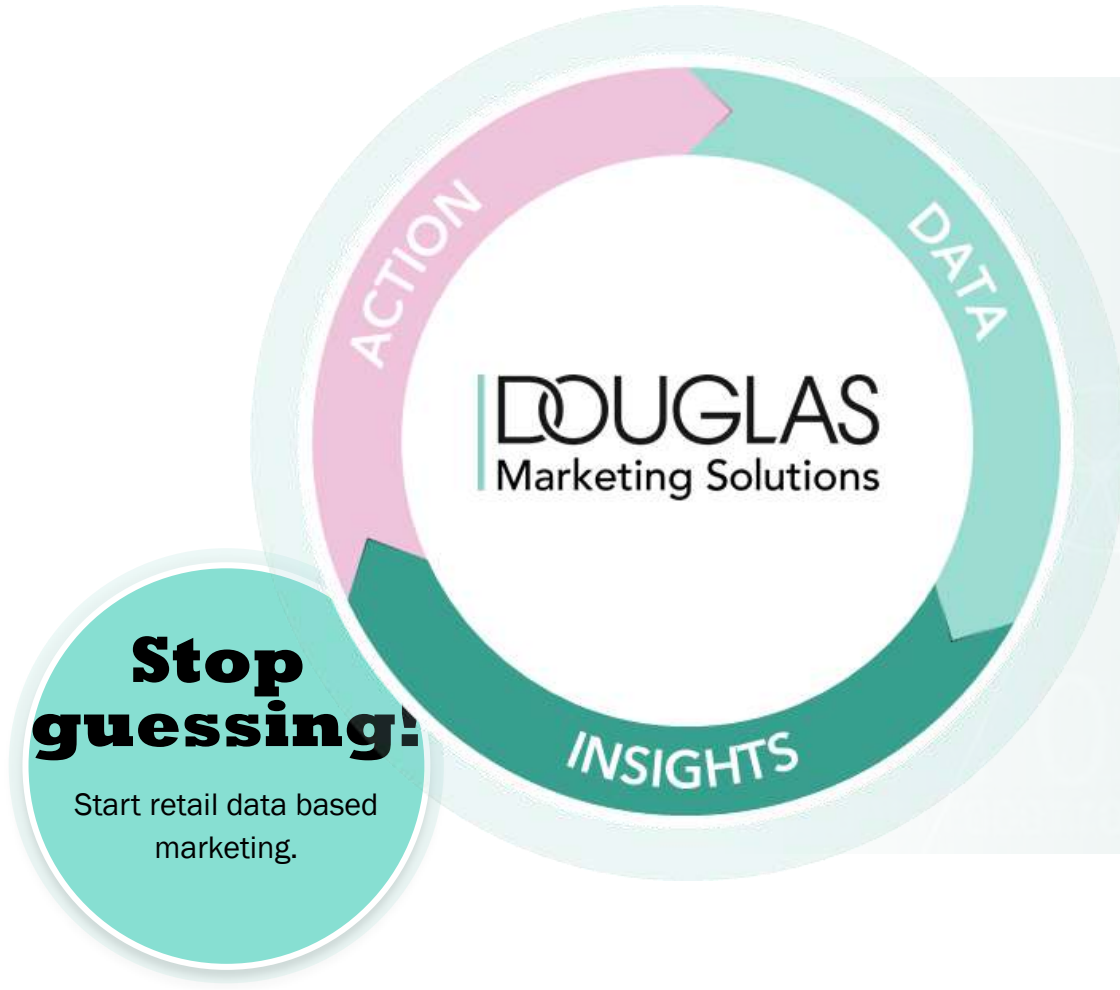 ACTION
DATA
DOUGLAS
Marketing Solutions
INSIGHTS
Stop
guessing!
Start retail data based
marketing.